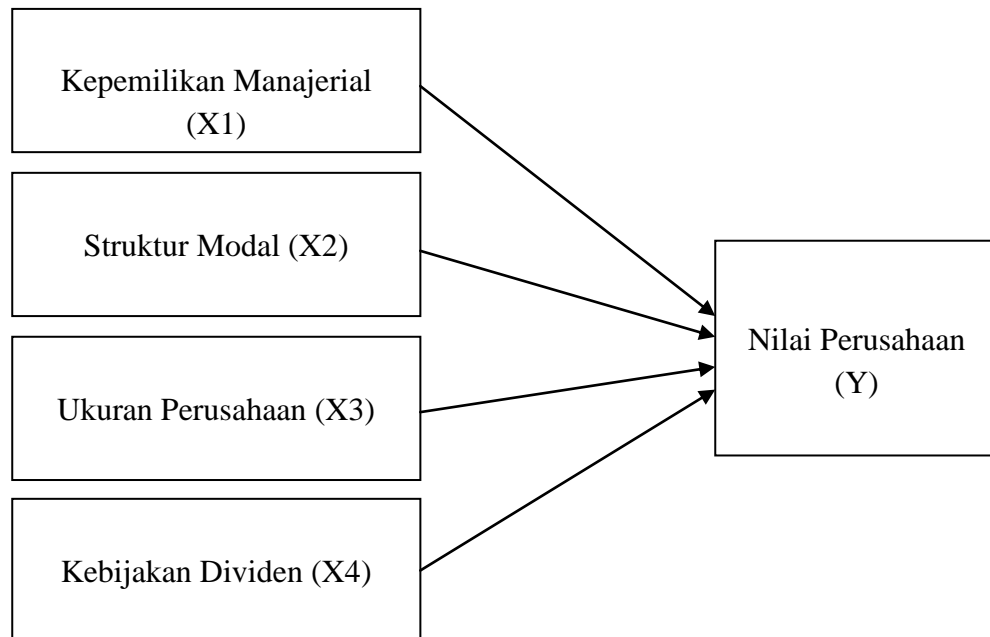 Kepemilikan Manajerial
(X1)
Struktur Modal (X2)
Ukuran Perusahaan (X3)
Kebijakan Dividen (X4)
Nilai Perusahaan
(Y)